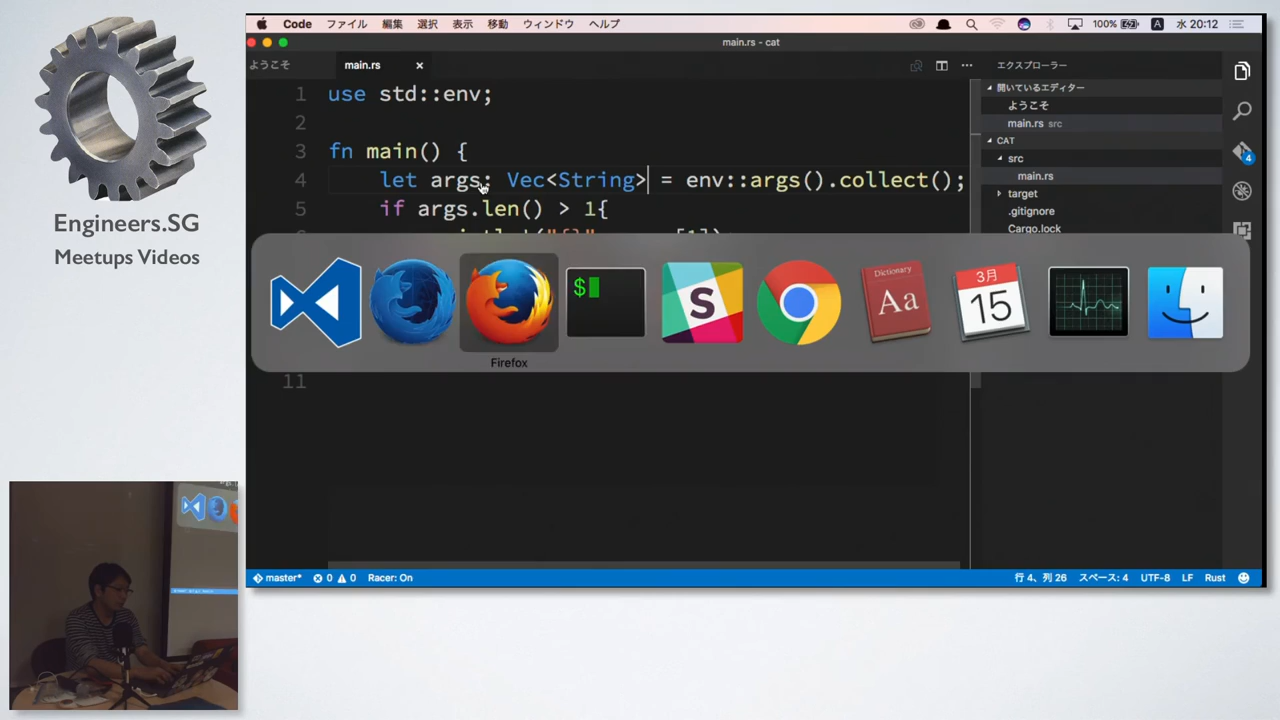 Engineers.SG
Meetups Videos
Code ファイル 編集 選択 表示 移動 ウィンドウ ヘルプ
100% A 水 20:12
main.rs - cat
ようこそ main.rs ×
エクスプローラー
開いているエディター
ようこそ
main.rs src
CAT
src
main.rs
target
.gitignore
Cargo.lock
4
1 use std::env;
2
3 fn main() {
4 let args: Vec<String> = env::args().collect();
5 if args.len() > 1{
$
S
Dictionary
Aa
3月
15
Firefox
11
master* 0 0 Racer: On
行 4、列 26 スペース: 4 UTF-8 LF Rust